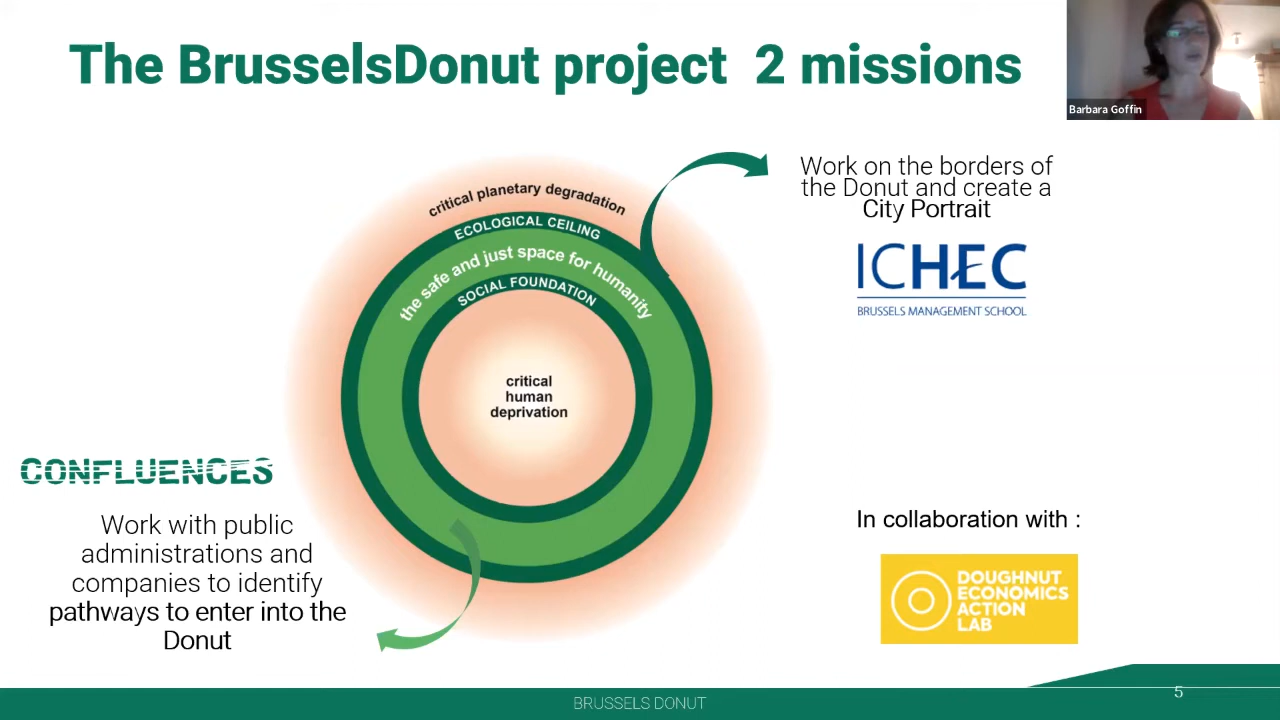 The BrusselsDonut project 2 missions
Barbara Goffin
Work on the borders of
the Donut and create a
City Portrait
ICHEC
BRUSSELS MANAGEMENT SCHOOL
critical planetary degradation
ECOLOGICAL CEILING
the safe and just space for humanity
SOCIAL FOUNDATION
critical
human
deprivation
CONFLUENCES
Work with public
administrations and
companies to identify
pathways to enter into the
Donut
In collaboration with :
DOUGHNUT
ECONOMICS
ACTION
LAB
BRUSSELS DONUT
5